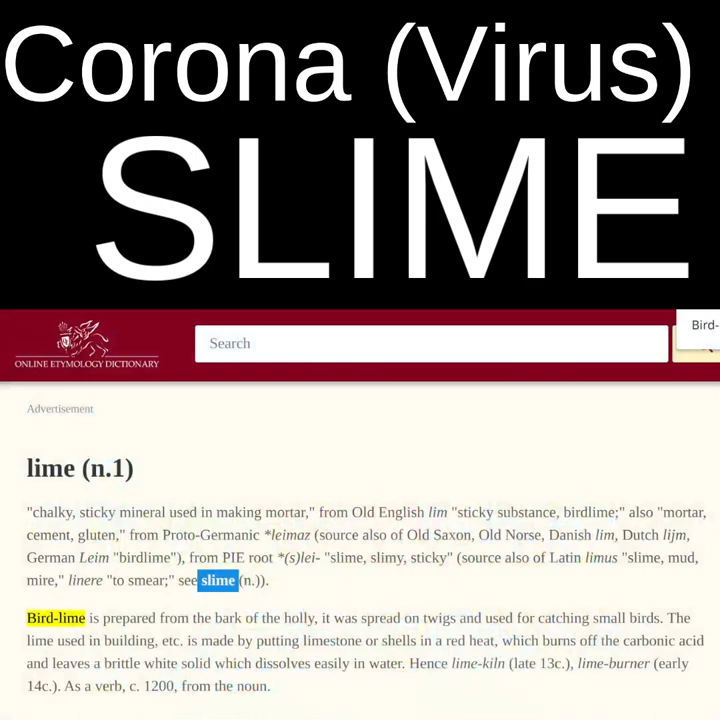 Corona (Virus)
SLIME
Bird-
Search
ONLINE ETYMOLOGY DICTIONARY
Advertisement
lime (n.1)
"chalky, sticky mineral used in making mortar," from Old English lim "sticky substance, birdlime;" also "mortar,
cement, gluten," from Proto-Germanic *leimaz (source also of Old Saxon, Old Norse, Danish lim, Dutch lijm,
German Leim "birdlime"), from PIE root *(s)lei- "slime, slimy, sticky" (source also of Latin limus "slime, mud,
mire," linere "to smear;" see slime (n.)).
Bird-lime is prepared from the bark of the holly, it was spread on twigs and used for catching small birds. The
lime used in building, etc. is made by putting limestone or shells in a red heat, which burns off the carbonic acid
and leaves a brittle white solid which dissolves easily in water. Hence lime-kiln (late 13c.), lime-burner (early
14c.). As a verb, c. 1200, from the noun.